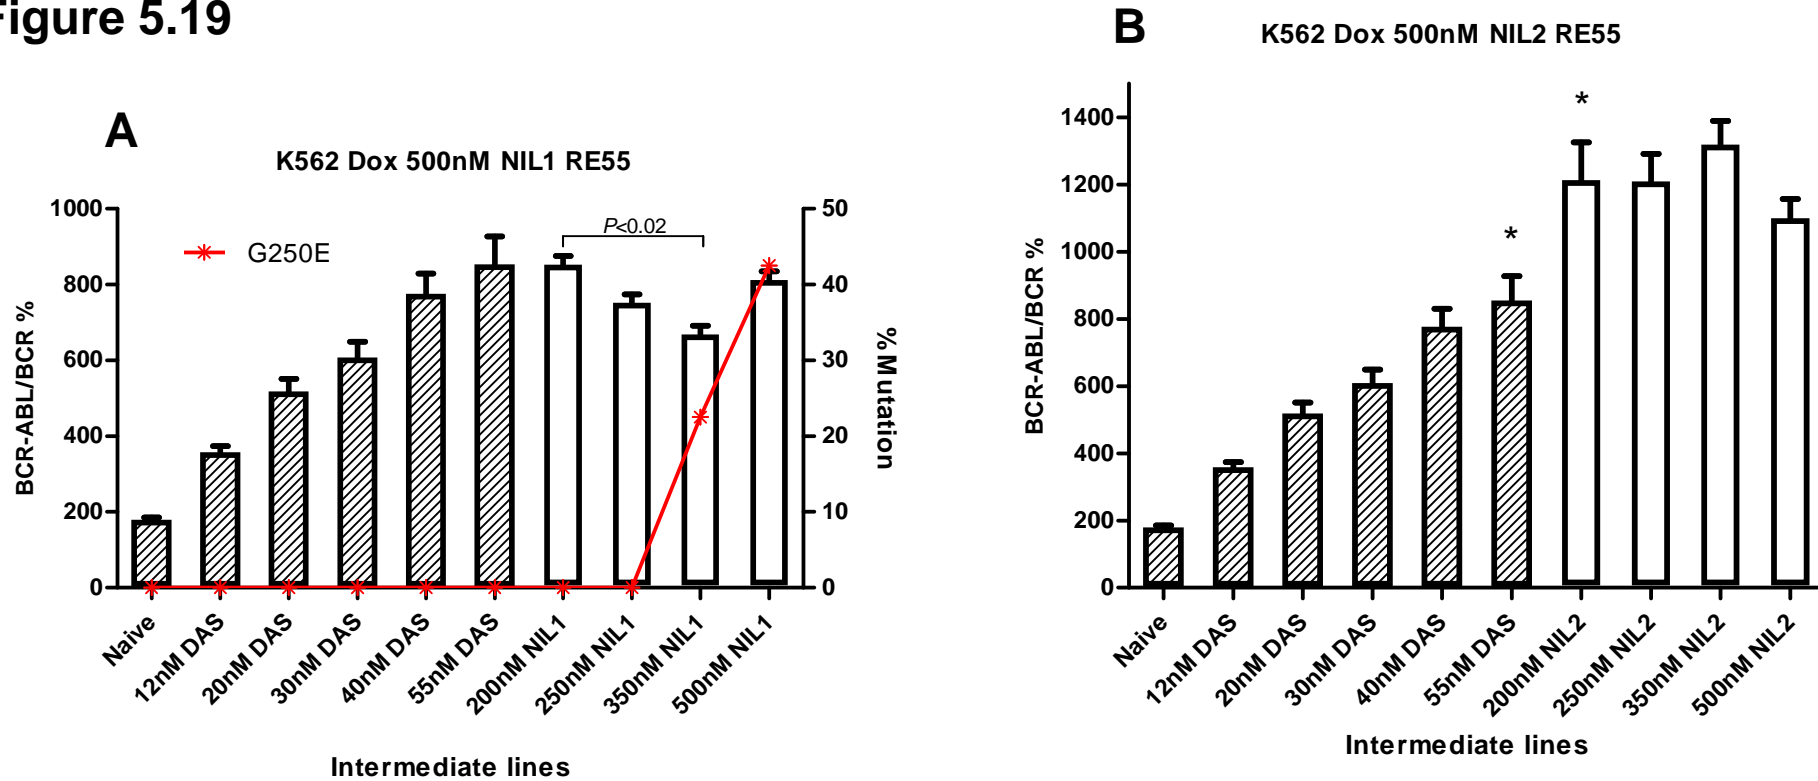 Figure 5.19
A
K562 Dox 500nM NIL1 RE55
BCR-ABL/BCR %
1000
800
600
400
200
0
G250E
P<0.02
50
40
30
20
10
0
%Mutation
Naive
12nM DAS
20nM DAS
30nM DAS
40nM DAS
55nM DAS
200nM NIL1
250nM NIL1
350nM NIL1
500nM NIL1
Intermediate lines
B
K562 Dox 500nM NIL2 RE55
BCR-ABL/BCR %
1400
1200
1000
800
600
400
200
0
*
*
Naive
12nM DAS
20nM DAS
30nM DAS
40nM DAS
55nM DAS
200nM NIL2
250nM NIL2
350nM NIL2
500nM NIL2
Intermediate lines